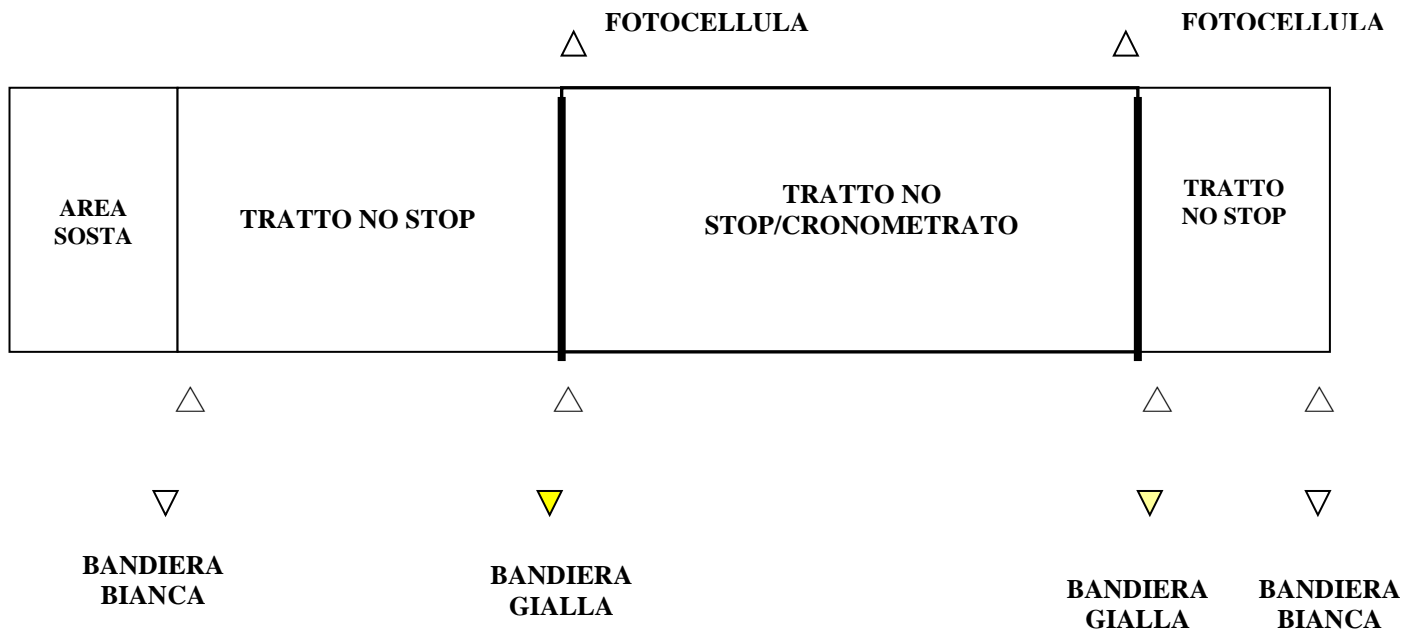 FOTOCELLULA
FOTOCELLULA
AREA
SOSTA
TRATTO NO STOP
TRATTO NO
STOP/CRONOMETRATO
TRATTO
NO STOP
BANDIERA
BIANCA
BANDIERA
GIALLA
BANDIERA
GIALLA
BANDIERA
BIANCA